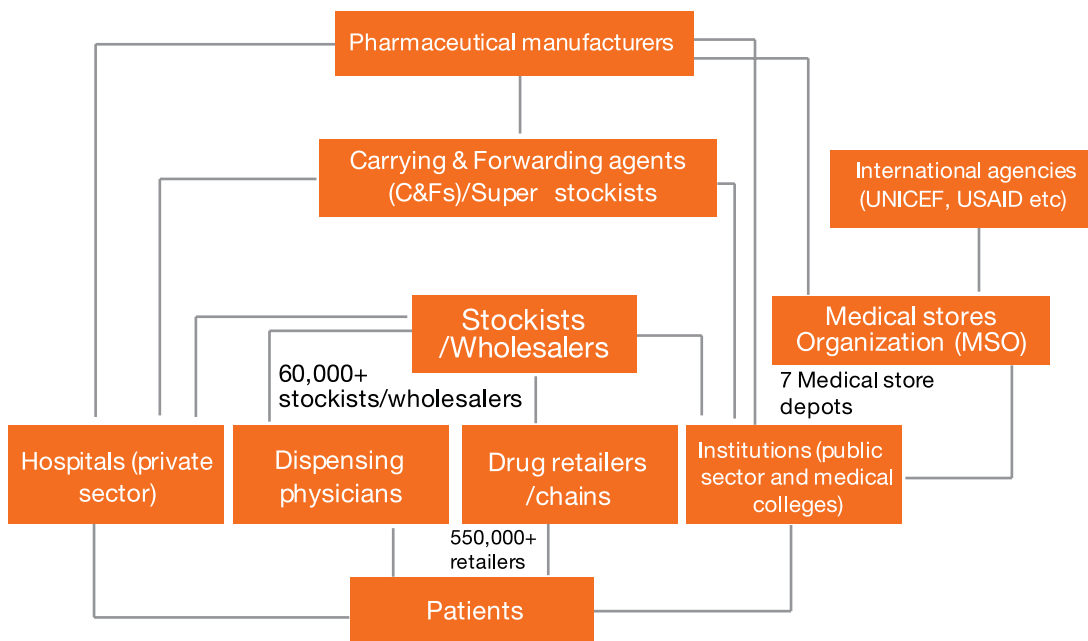 Pharmaceutical manufacturers
Carrying & Forwarding agents
(C&Fs)/Super stockists
International agencies
(UNICEF, USAID etc)
Stockists
/Wholesalers
Medical stores
Organization (MSO)
60,000+
stockists/wholesalers
7 Medical store
depots
Hospitals (private
sector)
Dispensing
physicians
Drug retailers
/chains
Institutions (public
sector and medical
colleges)
550,000+
retailers
Patients